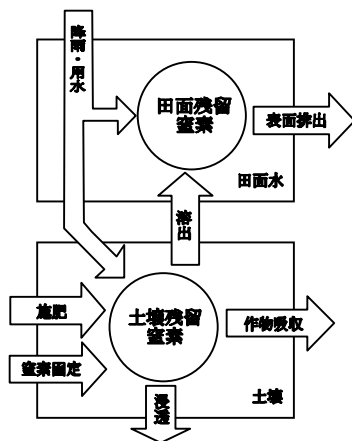 降雨・用水
田面残留
窒素
表面排出
田面水
溶出
施肥
土壌残留
窒素
作物吸収
窒素固定
土壌
浸透